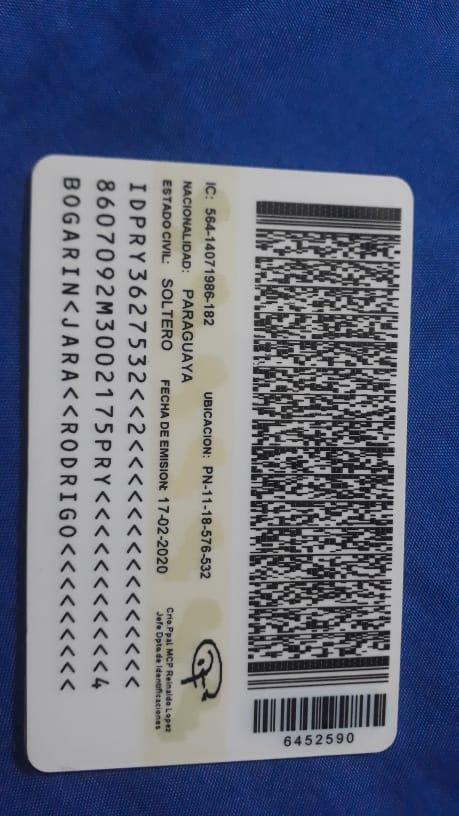 6452590
IC: 564-14071986-182 UBICACION: PN-11-18-576-532
NACIONALIDAD: PARAGUAYA
ESTADO CIVIL: SOLTERO FECHA DE EMISION: 17-02-2020
Crio. Ppal. MCP Reinaldo Lopez
Jefe Dpto de Identificaciones
IDPRY3627532<<2<<<<<<<<<<<<<<<
8607092M3002175PRY<<<<<<<<<<<4
BOGARIN<JARA<<RODRIGO<<<<<<<<<